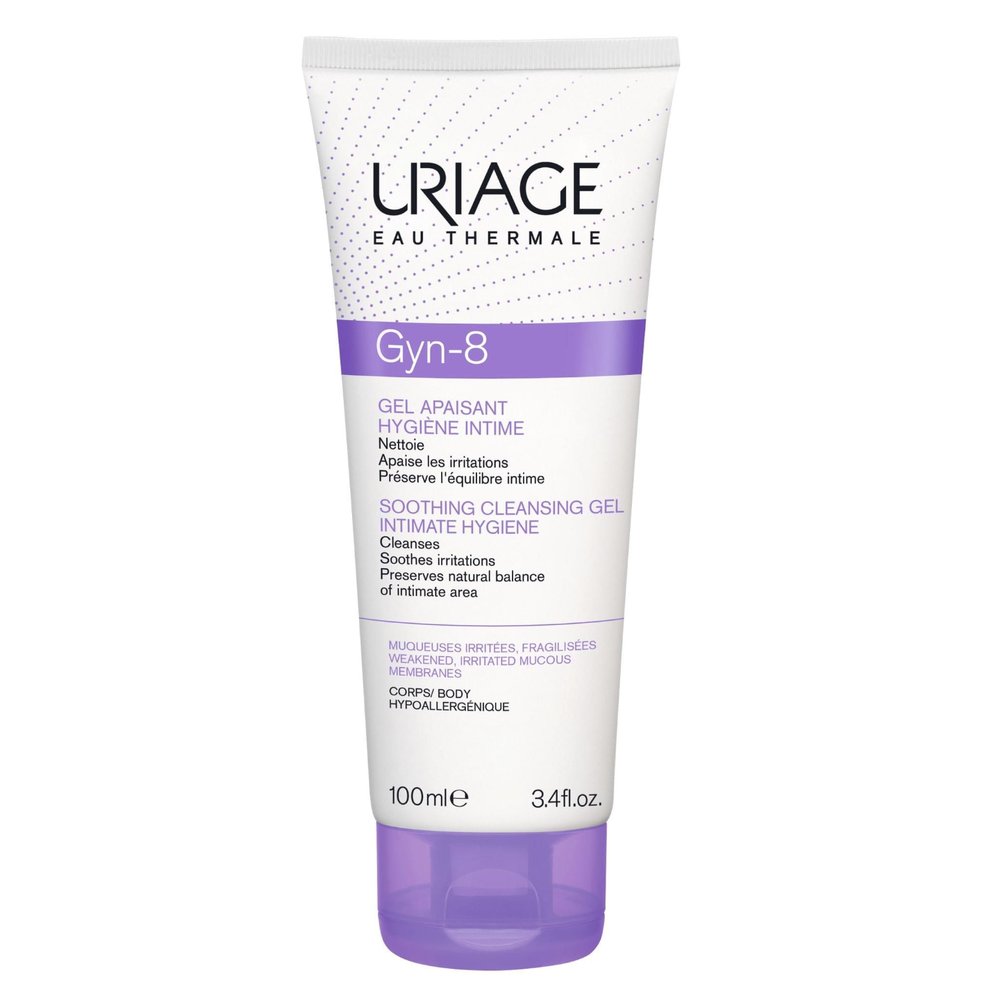 URIAGE
EAU THERMALE
Gyn-8
GEL APAISANT
HYGIÈNE INTIME
Nettoie
Apaise les irritations
Préserve l'équilibre intime
SOOTHING CLEANSING GEL
INTIMATE HYGIENE
Cleanses
Soothes irritations
Preserves natural balance
of intimate area
MUQUEUSES IRRITÉES, FRAGILISÉES
WEAKENED, IRRITATED MUCOUS
MEMBRANES
CORPS/ BODY
HYPOALLERGÉNIQUE
100ml℮ 3.4fl.oz.